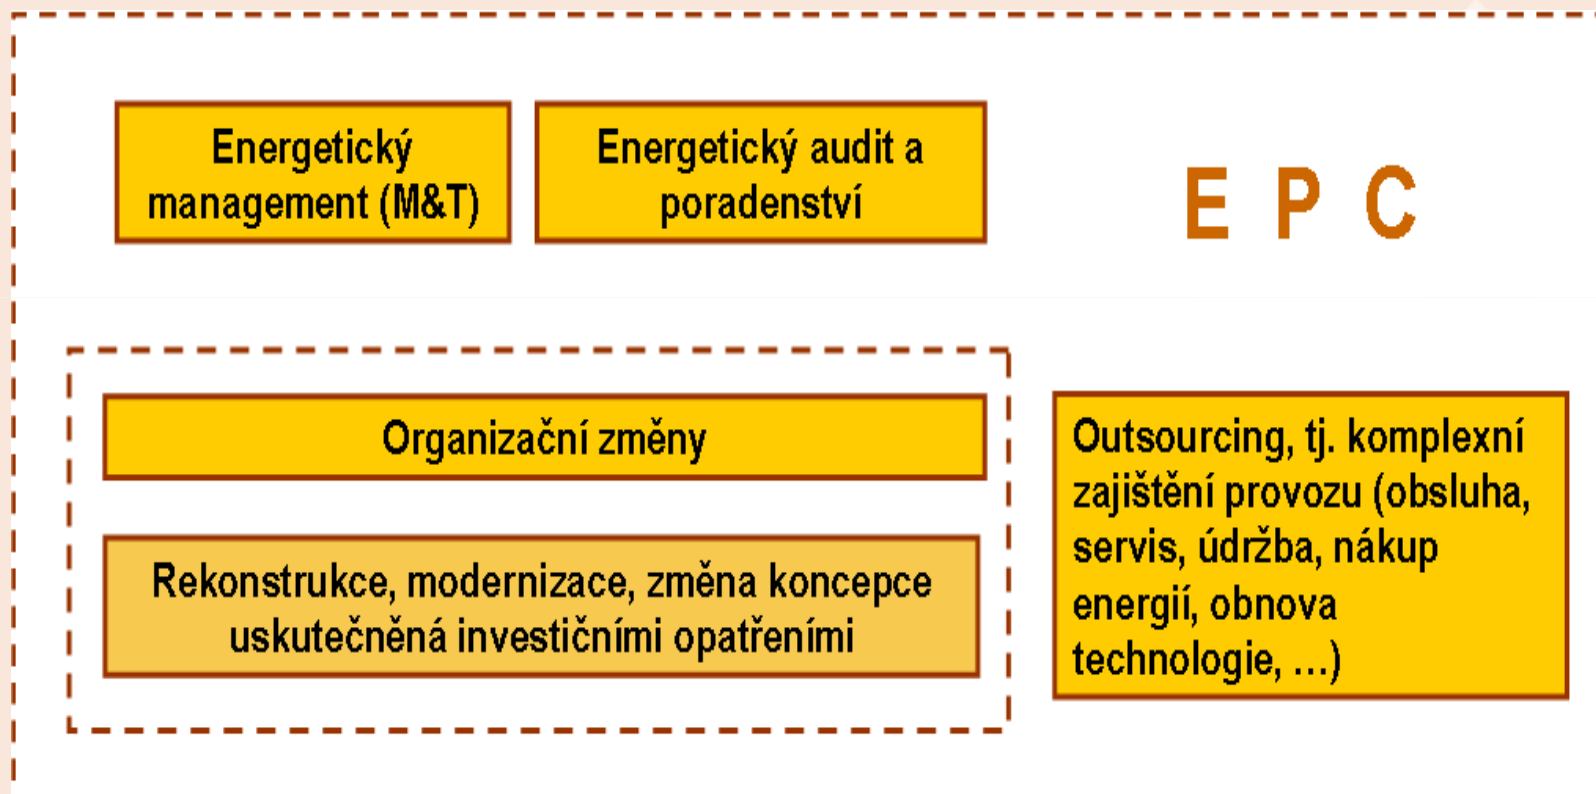 Energetický
management (M&T)
Energetický audit a
poradenství
E P C
Organizační změny
Rekonstrukce, modernizace, změna koncepce
uskutečněná investičními opatřeními
Outsourcing, tj. komplexní
zajištění provozu (obsluha,
servis, údržba, nákup
energií, obnova
technologie, ...)